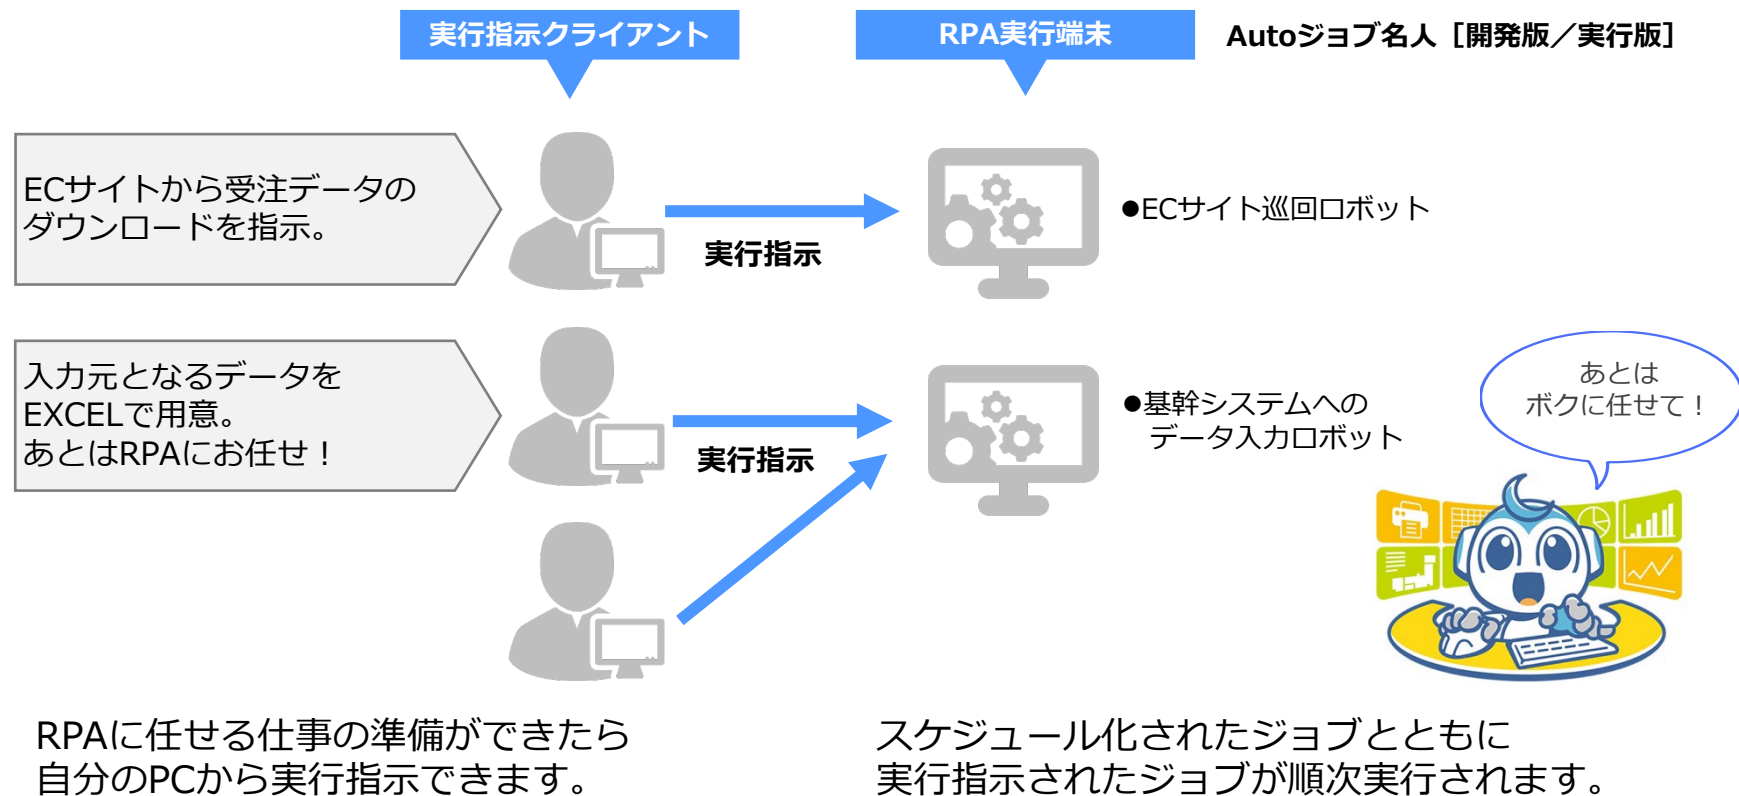 実行指示クライアント
RPA実行端末
Autoジョブ名人［開発版／実行版］
ECサイトから受注データの
ダウンロードを指示。
実行指示
●ECサイト巡回ロボット
入力元となるデータを
EXCELで用意。
あとはRPAにお任せ！
実行指示
●基幹システムへの
データ入力ロボット
あとは
ボクに任せて！
RPAに任せる仕事の準備ができたら
自分のPCから実行指示できます。
スケジュール化されたジョブとともに
実行指示されたジョブが順次実行されます。